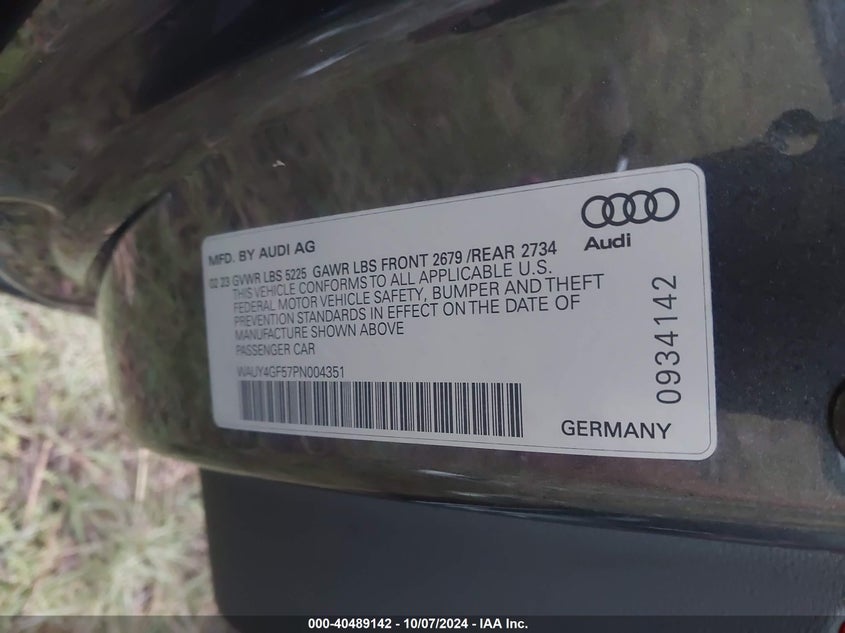 Audi
MFD. BY AUDI AG
02 23 GVWR LBS 5225 GAWR LBS FRONT 2679 /REAR 2734
THIS VEHICLE CONFORMS TO ALL APPLICABLE U.S.
FEDERAL MOTOR VEHICLE SAFETY, BUMPER AND THEFT
PREVENTION STANDARDS IN EFFECT ON THE DATE OF
MANUFACTURE SHOWN ABOVE
PASSENGER CAR
WAUY4GF57PN004351
0934142
GERMANY
000-40489142 - 10/07/2024 - IAA Inc.